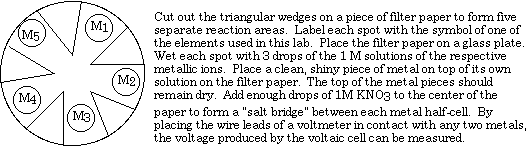 M1
M5
M2
M4
M3
Cut out the triangular wedges on a piece of filter paper to form five
separate reaction areas. Label each spot with the symbol of one of
the elements used in this lab. Place the filter paper on a glass plate.
Wet each spot with 3 drops of the 1 M solutions of the respective
metallic ions. Place a clean, shiny piece of metal on top of its own
solution on the filter paper. The top of the metal pieces should
remain dry. Add enough drops of 1M KNO3 to the center of the
paper to form a "salt bridge" between each metal half-cell. By
placing the wire leads of a voltmeter in contact with any two metals,
the voltage produced by the voltaic cell can be measured.